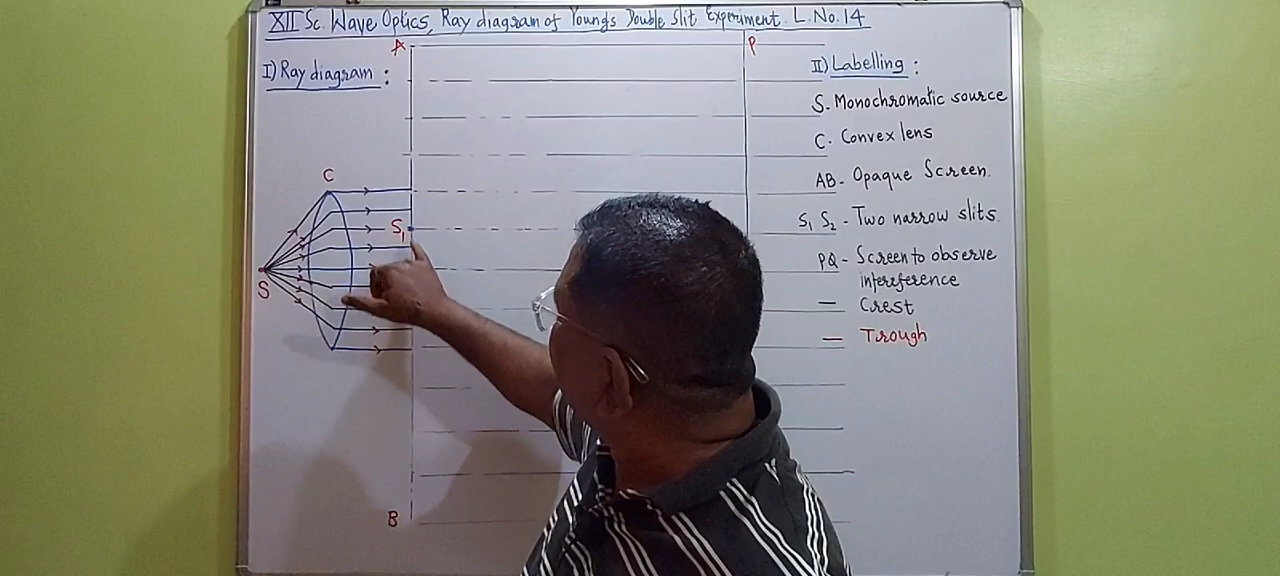 XII Sc. Wave Optics, Ray diagram of Young's Double Slit Experiment. L. No. 14
A
P
I) Ray diagram :
C
S1
S
B
II) Labelling :
S - Monochromatic source
C - Convex lens
AB - Opaque Screen.
S1 S2 - Two narrow slits.
PQ - Screen to observe
interference
— Crest
— Trough